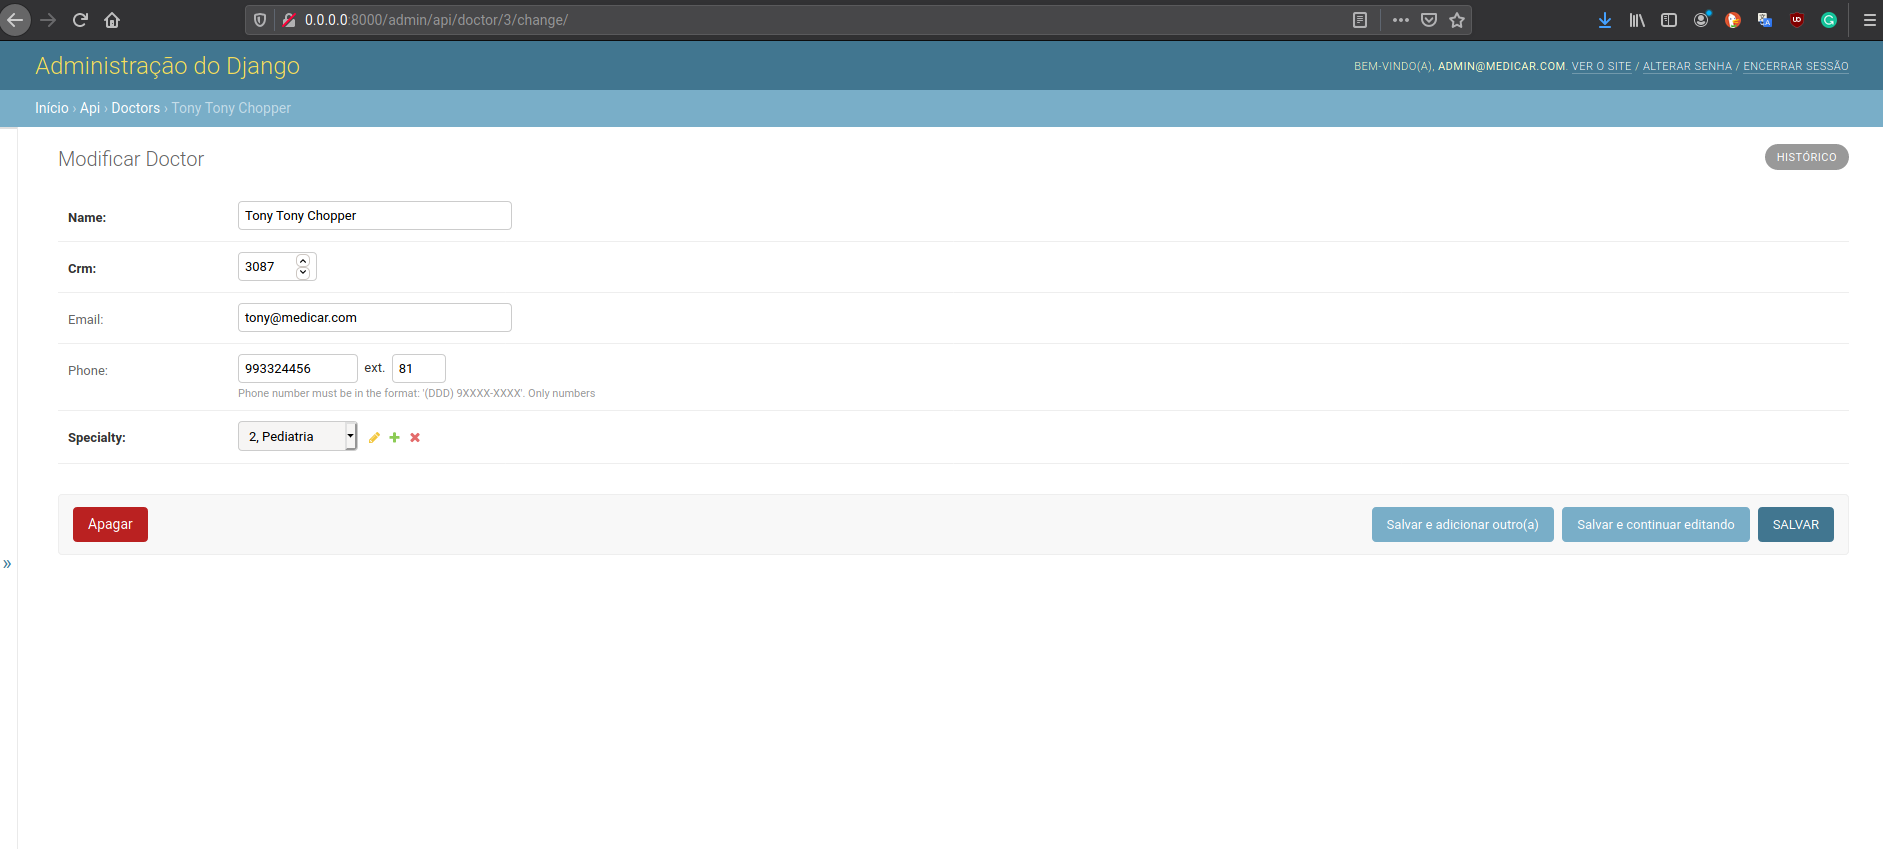 0.0.0.0:8000/admin/api/doctor/3/change/
Administração do Django
BEM-VINDO(A), ADMIN@MEDICAR.COM. VER O SITE / ALTERAR SENHA / ENCERRAR SESSÃO
Início › Api › Doctors › Tony Tony Chopper
Modificar Doctor
HISTÓRICO
Name: Tony Tony Chopper
Crm: 3087
Email: tony@medicar.com
Phone: 993324456 ext. 81
Phone number must be in the format: '(DDD) 9XXXX-XXXX'. Only numbers
Specialty: 2, Pediatria
Apagar Salvar e adicionar outro(a) Salvar e continuar editando SALVAR
»